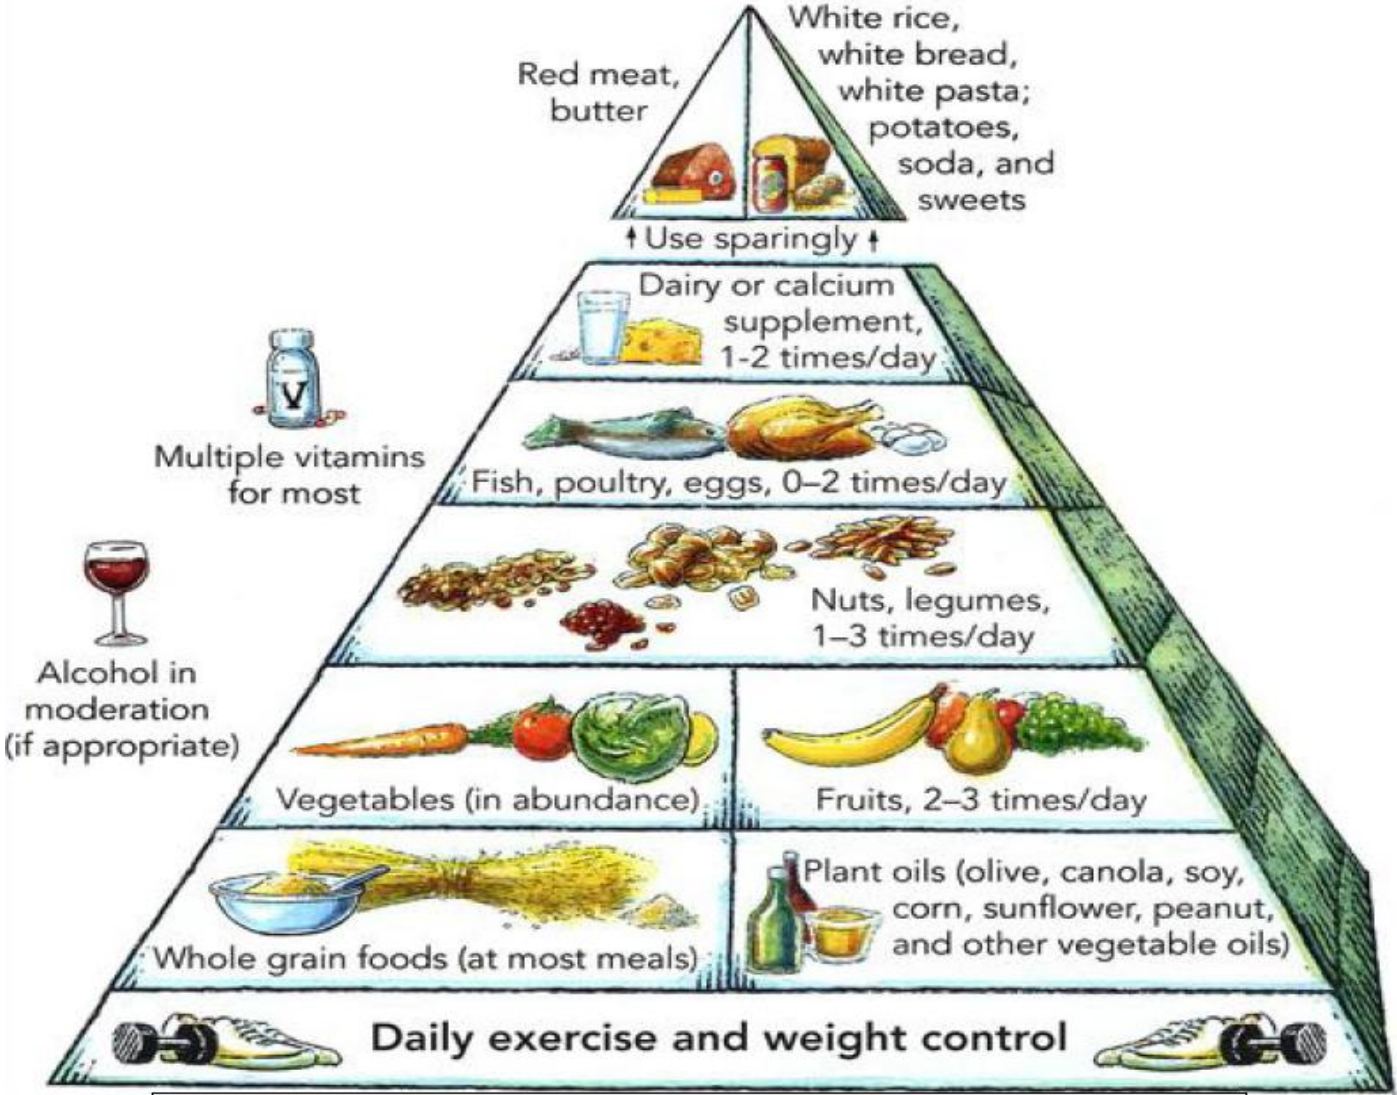 White rice,
white bread,
white pasta;
potatoes,
soda, and
sweets
Red meat,
butter
Use sparingly
Dairy or calcium
supplement,
1-2 times/day
V
Multiple vitamins
for most
Fish, poultry, eggs, 0–2 times/day
Nuts, legumes,
1–3 times/day
Alcohol in
moderation
(if appropriate)
Vegetables (in abundance)
Fruits, 2–3 times/day
Whole grain foods (at most meals)
Plant oils (olive, canola, soy,
corn, sunflower, peanut,
and other vegetable oils)
Daily exercise and weight control